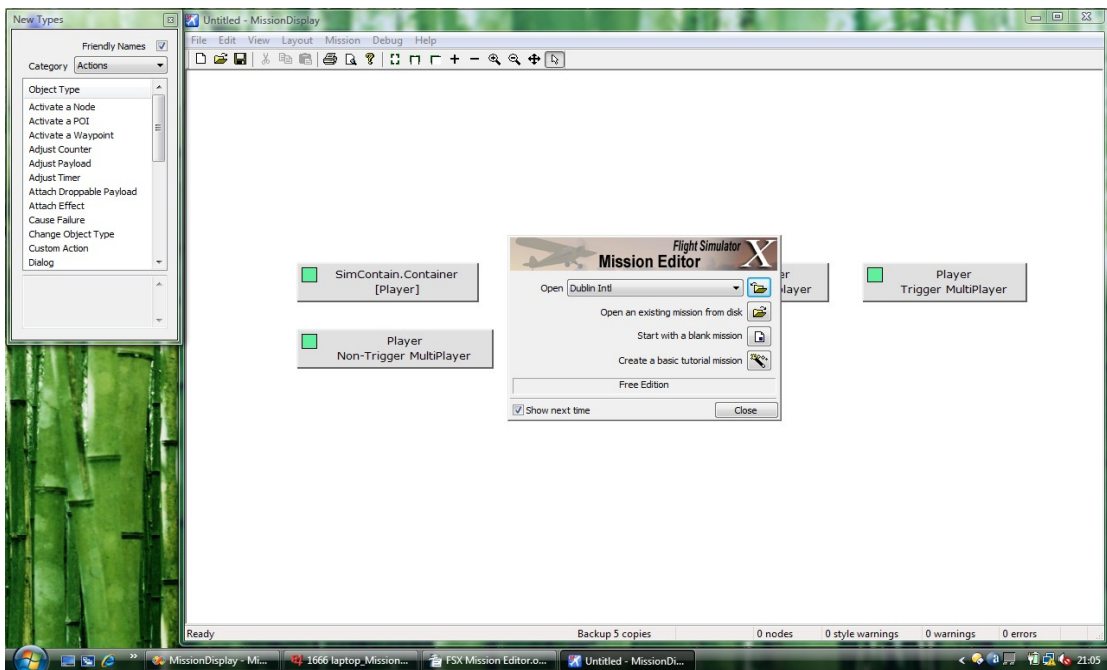 New Types
Friendly Names
Category Actions
Object Type
Activate a Node
Activate a POI
Activate a Waypoint
Adjust Counter
Adjust Payload
Adjust Timer
Attach Droppable Payload
Attach Effect
Cause Failure
Change Object Type
Custom Action
Dialog
Untitled - MissionDisplay
File Edit View Layout Mission Debug Help
SimContain.Container
[Player]
Player
Non-Trigger MultiPlayer
Flight Simulator X
Mission Editor
Open Dublin Intl
Open an existing mission from disk
Start with a blank mission
Create a basic tutorial mission
Free Edition
Show next time Close
er
layer
Player
Trigger MultiPlayer
Ready Backup 5 copies 0 nodes 0 style warnings 0 warnings 0 errors
MissionDisplay - Mi... 1666 laptop_Mission... FSX Mission Editor.o... Untitled - MissionDi... 21:05